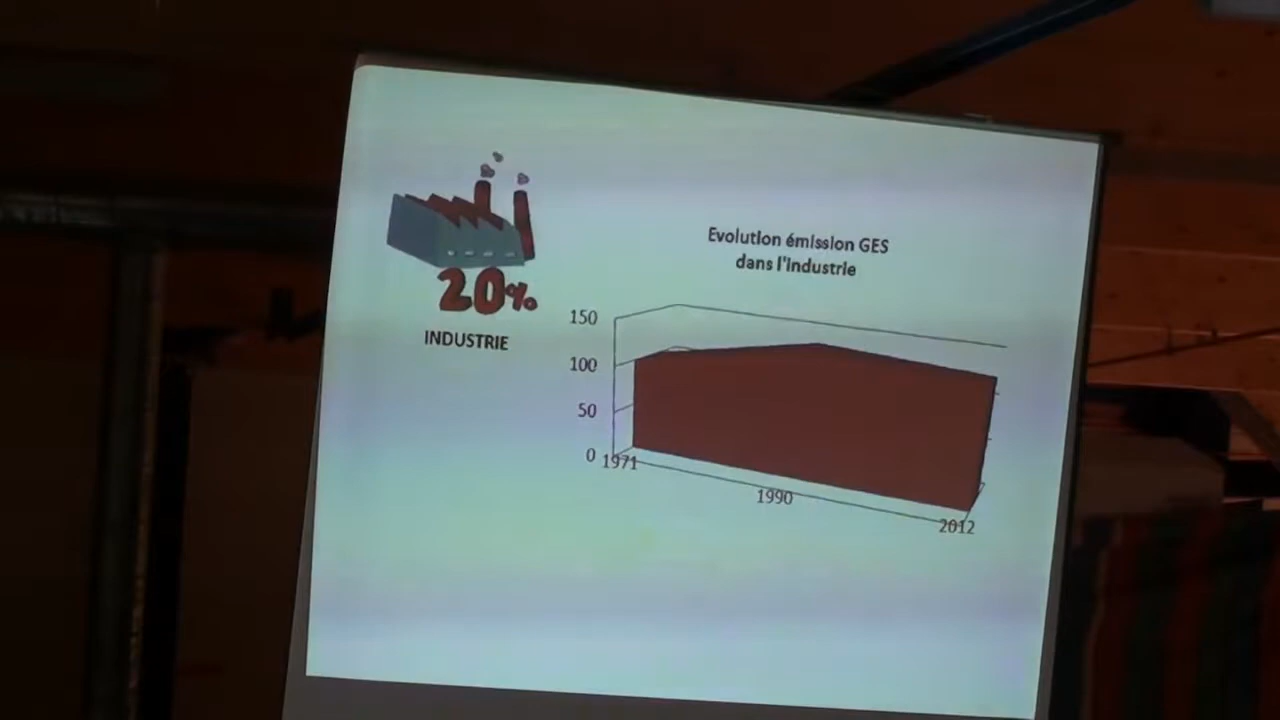 20%
INDUSTRIE
Evolution émission GES
dans l'industrie
150
100
50
0
1971
1990
2012